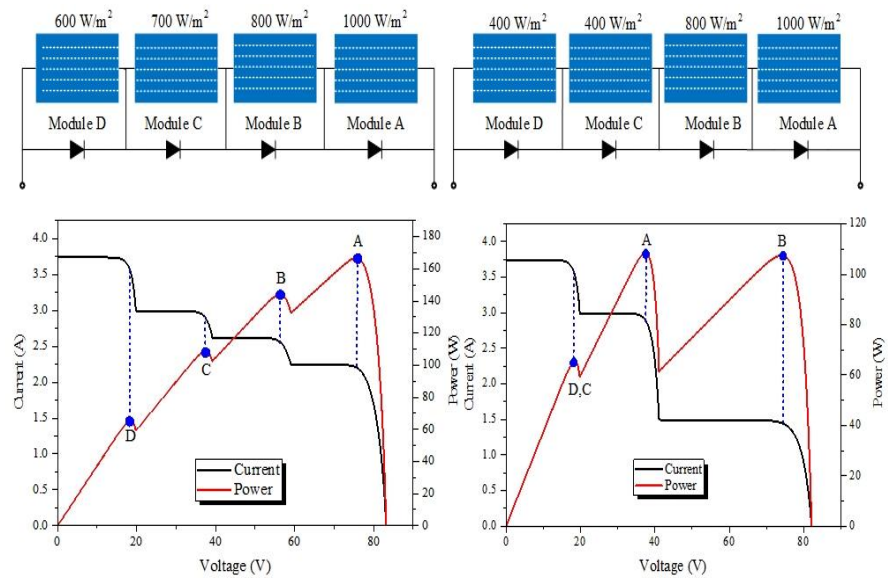 600 W/m² 700 W/m² 800 W/m² 1000 W/m²
Module D Module C Module B Module A
400 W/m² 400 W/m² 800 W/m² 1000 W/m²
Module D Module C Module B Module A
Current (A)
4.0
3.5
3.0
2.5
2.0
1.5
1.0
0.5
0.0
A
B
C
D
Current
Power
180
160
140
120
100
80
60
40
20
0
Power (W)
0 20 40 60 80
Voltage (V)
Current (A)
4.0
3.5
3.0
2.5
2.0
1.5
1.0
0.5
0.0
A
B
D,C
Current
Power
120
100
80
60
40
20
0
Power (W)
0 20 40 60 80
Voltage (V)